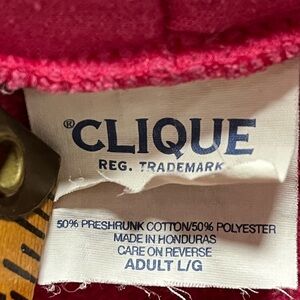 ®CLIQUE
REG. TRADEMARK
50% PRESHRUNK COTTON/50% POLYESTER
MADE IN HONDURAS
CARE ON REVERSE
ADULT L/G